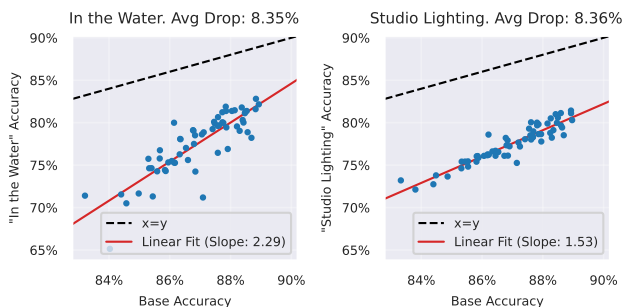 In the Water. Avg Drop: 8.35%
90%
85%
80%
75%
70%
65%
"In the Water" Accuracy
x=y
Linear Fit (Slope: 2.29)
84%
86%
88%
90%
Base Accuracy
Studio Lighting. Avg Drop: 8.36%
90%
85%
80%
75%
70%
65%
"Studio Lighting" Accuracy
x=y
Linear Fit (Slope: 1.53)
84%
86%
88%
90%
Base Accuracy